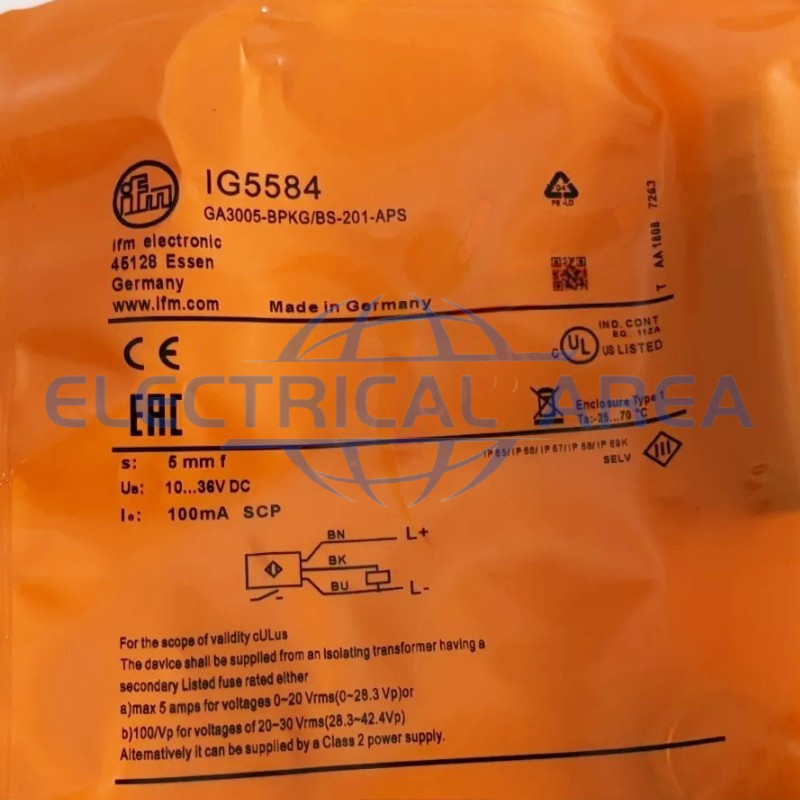 ifm
IG5584
GA3005-BPKG/BS-201-APS
ifm electronic
45128 Essen
Germany
www.ifm.com
Made in Germany
04
PE-LD
T AA1808 7263
CE
EAC
C UL US LISTED
IND. CONT
EQ. 112A
Enclosure Type 1
Ta:-25...70 °C
ELECTRICAL AREA
s: 5 mm f
UB: 10...36V DC
Ie: 100mA SCP
IP 65/ IP 66/ IP 67/ IP 68/ IP 69K
SELV
BN L+
BK
BU L-
For the scope of validity cULus
The device shall be supplied from an isolating transformer having a
secondary Listed fuse rated either
a)max 5 amps for voltages 0~20 Vrms(0~28.3 Vp)or
b)100/Vp for voltages of 20~30 Vrms(28.3~42.4Vp)
Alternatively it can be supplied by a Class 2 power supply.